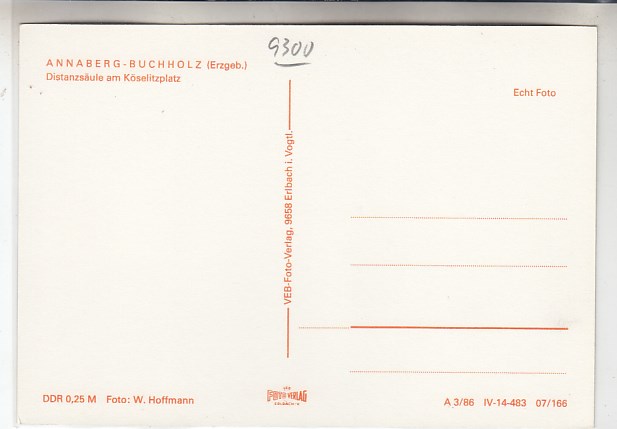 9300
ANNABERG-BUCHHOLZ (Erzgeb.)
Distanzsäule am Köselitzplatz
Echt Foto
VEB-Foto-Verlag, 9658 Erlbach i. Vogtl.
DDR 0,25 M Foto: W. Hoffmann
FOTO VERLAG
ERLBACH
A 3/86 IV-14-483 07/166